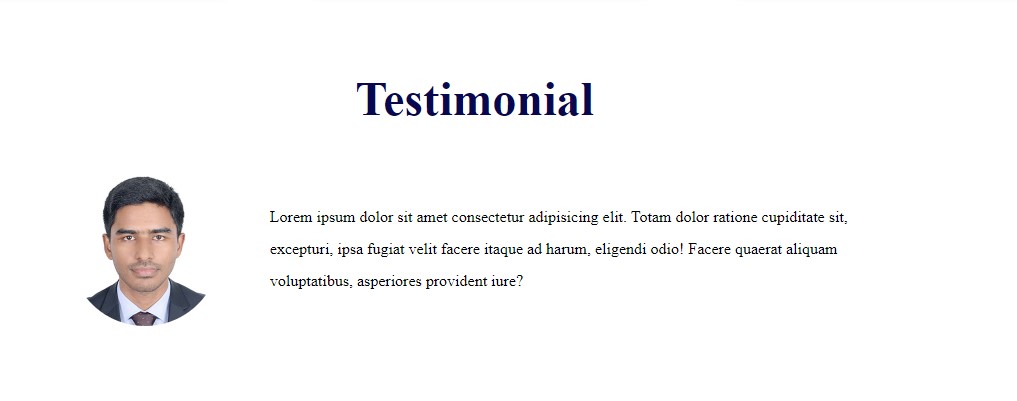 Testimonial
Lorem ipsum dolor sit amet consectetur adipisicing elit. Totam dolor ratione cupiditate sit,
excepturi, ipsa fugiat velit facere itaque ad harum, eligendi odio! Facere quaerat aliquam
voluptatibus, asperiores provident iure?